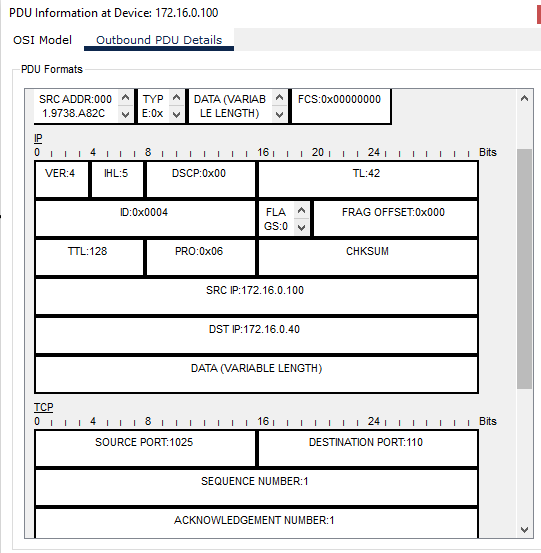 PDU Information at Device: 172.16.0.100
OSI Model Outbound PDU Details
PDU Formats
SRC ADDR:000
1.9738.A82C
TYP
E:0x
DATA (VARIAB
LE LENGTH)
FCS:0x00000000
IP
0 4 8 16 20 24 Bits
VER:4 IHL:5 DSCP:0x00 TL:42
ID:0x0004
FLA
GS:0
FRAG OFFSET:0x000
TTL:128 PRO:0x06 CHKSUM
SRC IP:172.16.0.100
DST IP:172.16.0.40
DATA (VARIABLE LENGTH)
TCP
0 4 8 16 24 Bits
SOURCE PORT:1025 DESTINATION PORT:110
SEQUENCE NUMBER:1
ACKNOWLEDGEMENT NUMBER:1